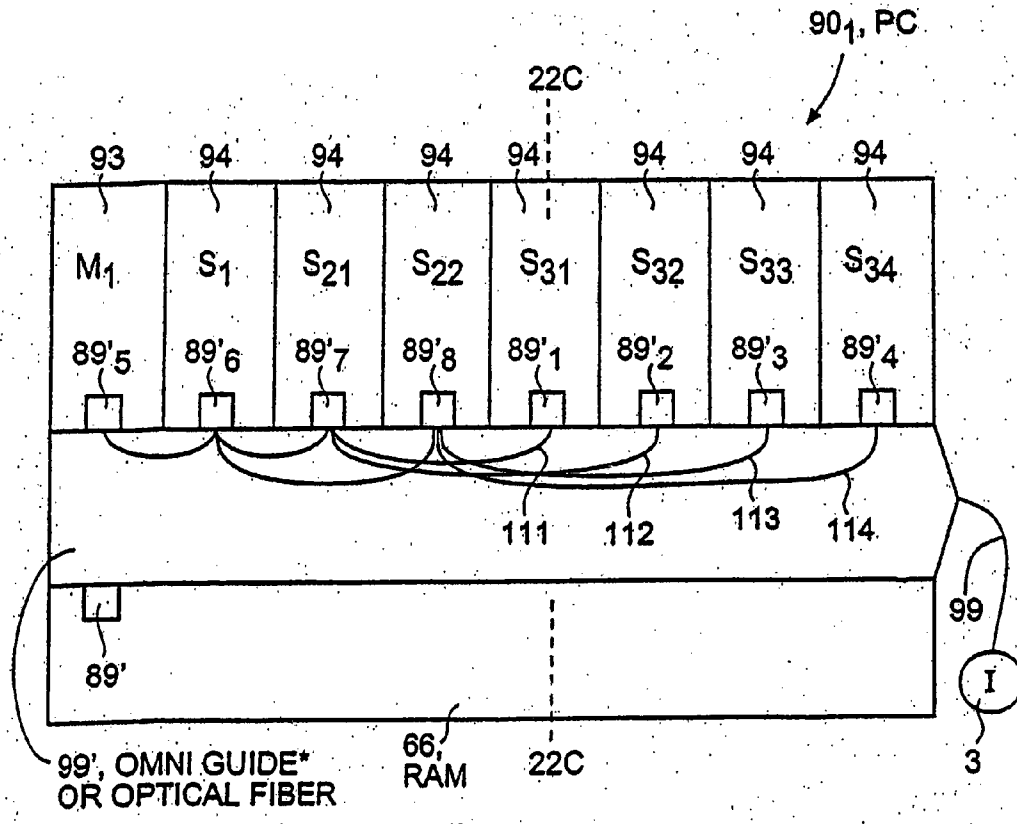 90₁, PC
22C
93 94 94 94 94 94 94 94
M₁ S₁ S₂₁ S₂₂ S₃₁ S₃₂ S₃₃ S₃₄
89'₅ 89'₆ 89'₇ 89'₈ 89'₁ 89'₂ 89'₃ 89'₄
111 112 113 114
99
89'
I
3
99', OMNI GUIDE*
OR OPTICAL FIBER
66,
RAM
22C